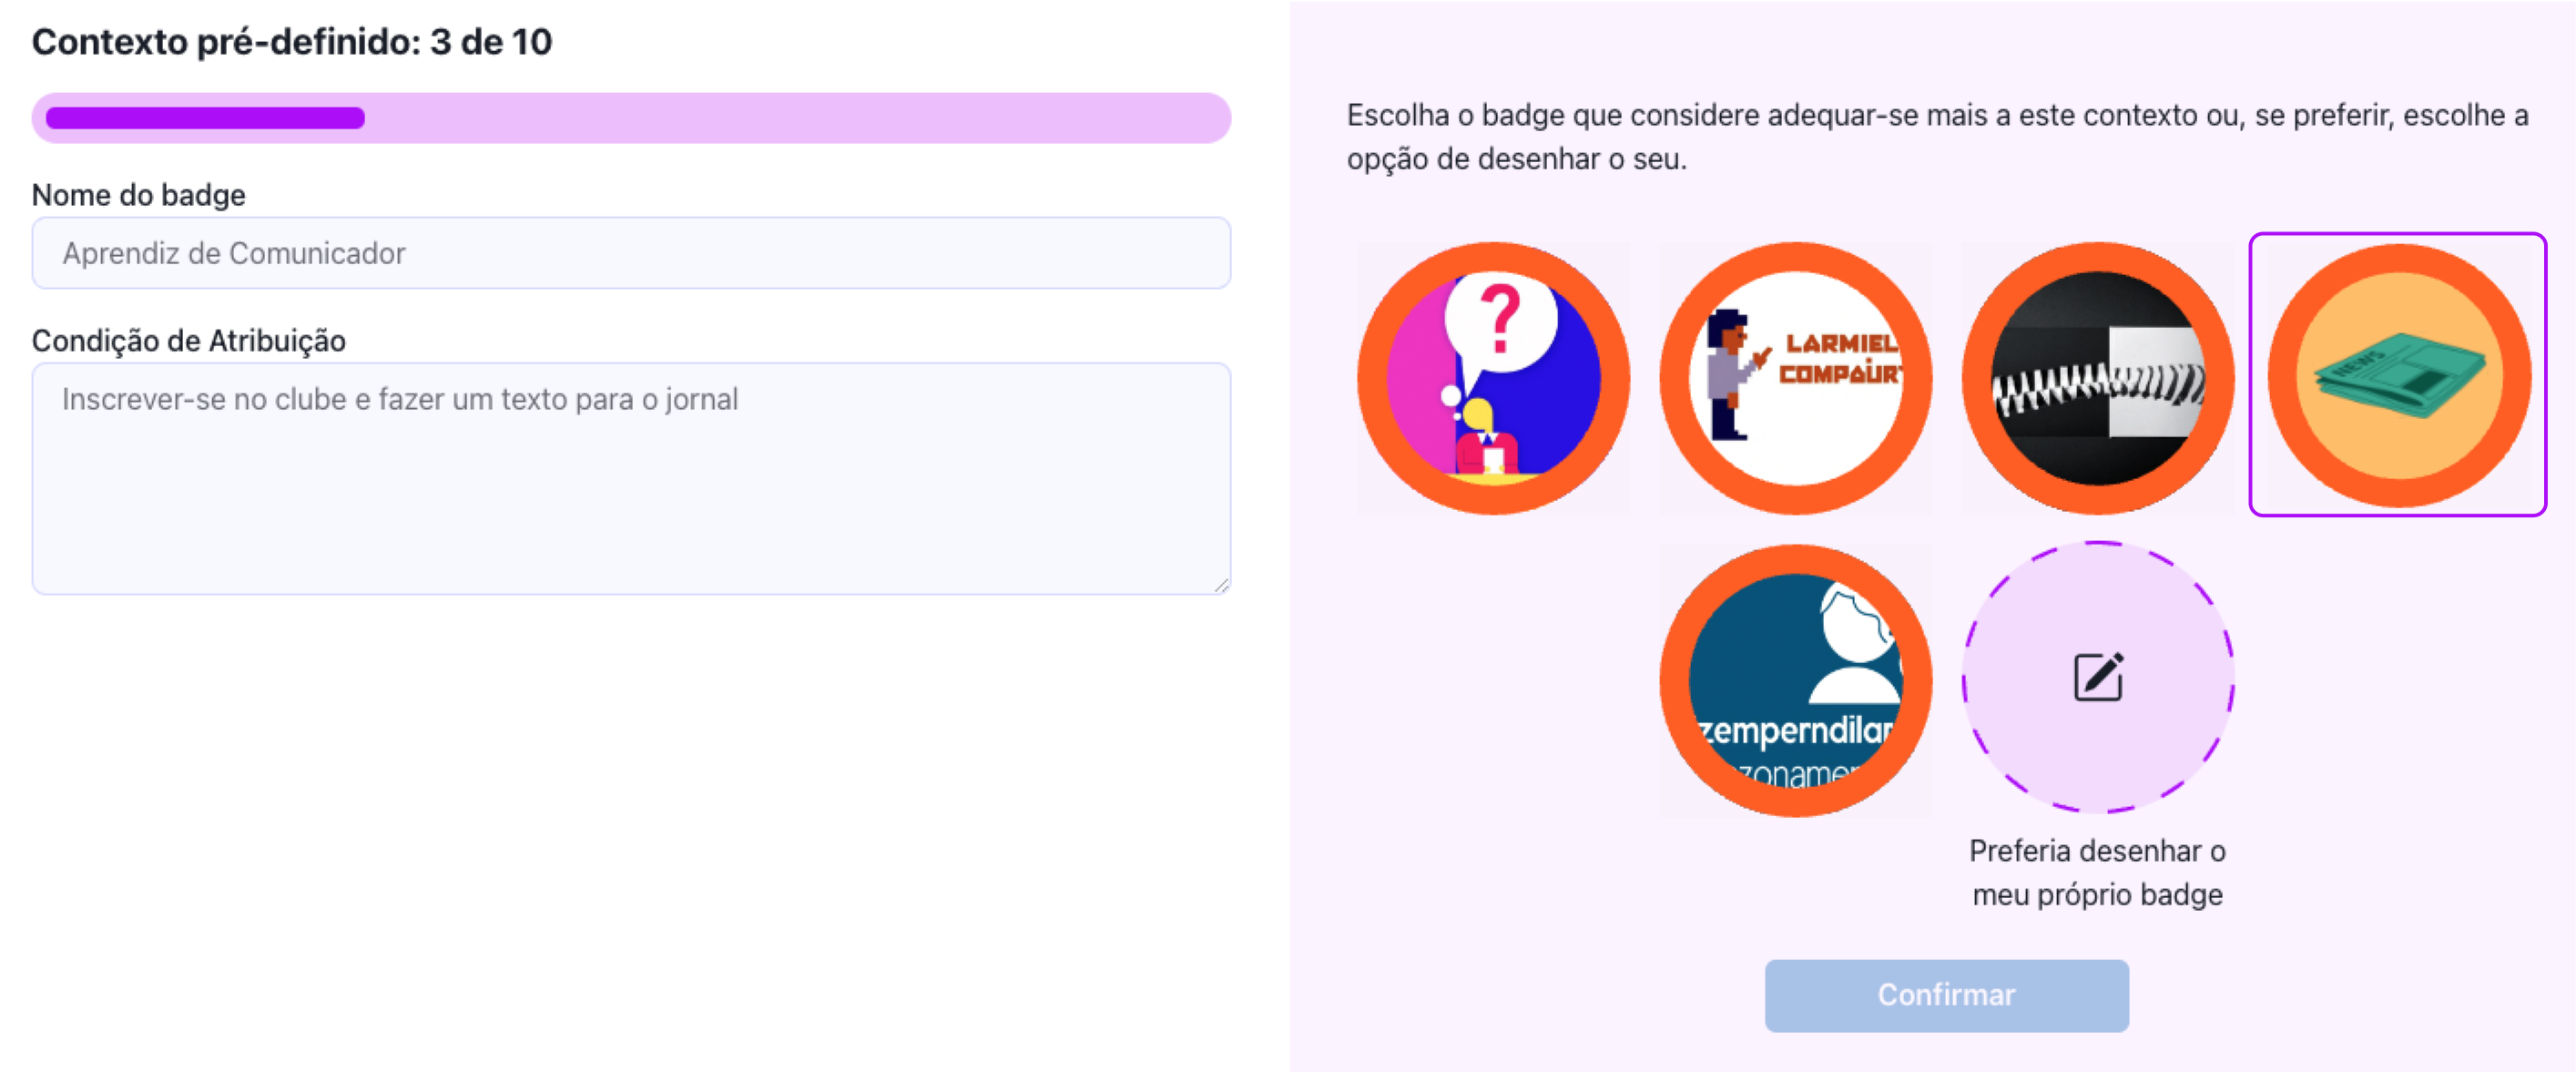 Contexto pré-definido: 3 de 10
Nome do badge
Aprendiz de Comunicador
Condição de Atribuição
Inscrever-se no clube e fazer um texto para o jornal
Escolha o badge que considere adequar-se mais a este contexto ou, se preferir, escolhe a
opção de desenhar o seu.
?
LARMIEL
COMPAÜR
NEWS
zemperndilar
zonamer
Preferia desenhar o
meu próprio badge
Confirmar